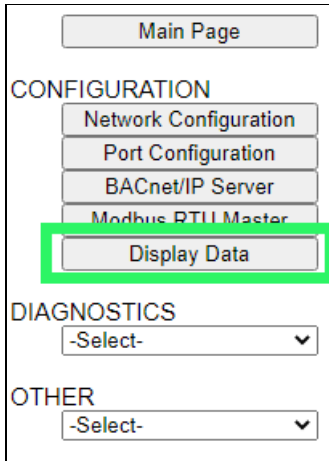 Main Page
CONFIGURATION
Network Configuration
Port Configuration
BACnet/IP Server
Modbus RTU Master
Display Data
DIAGNOSTICS
-Select-
OTHER
-Select-